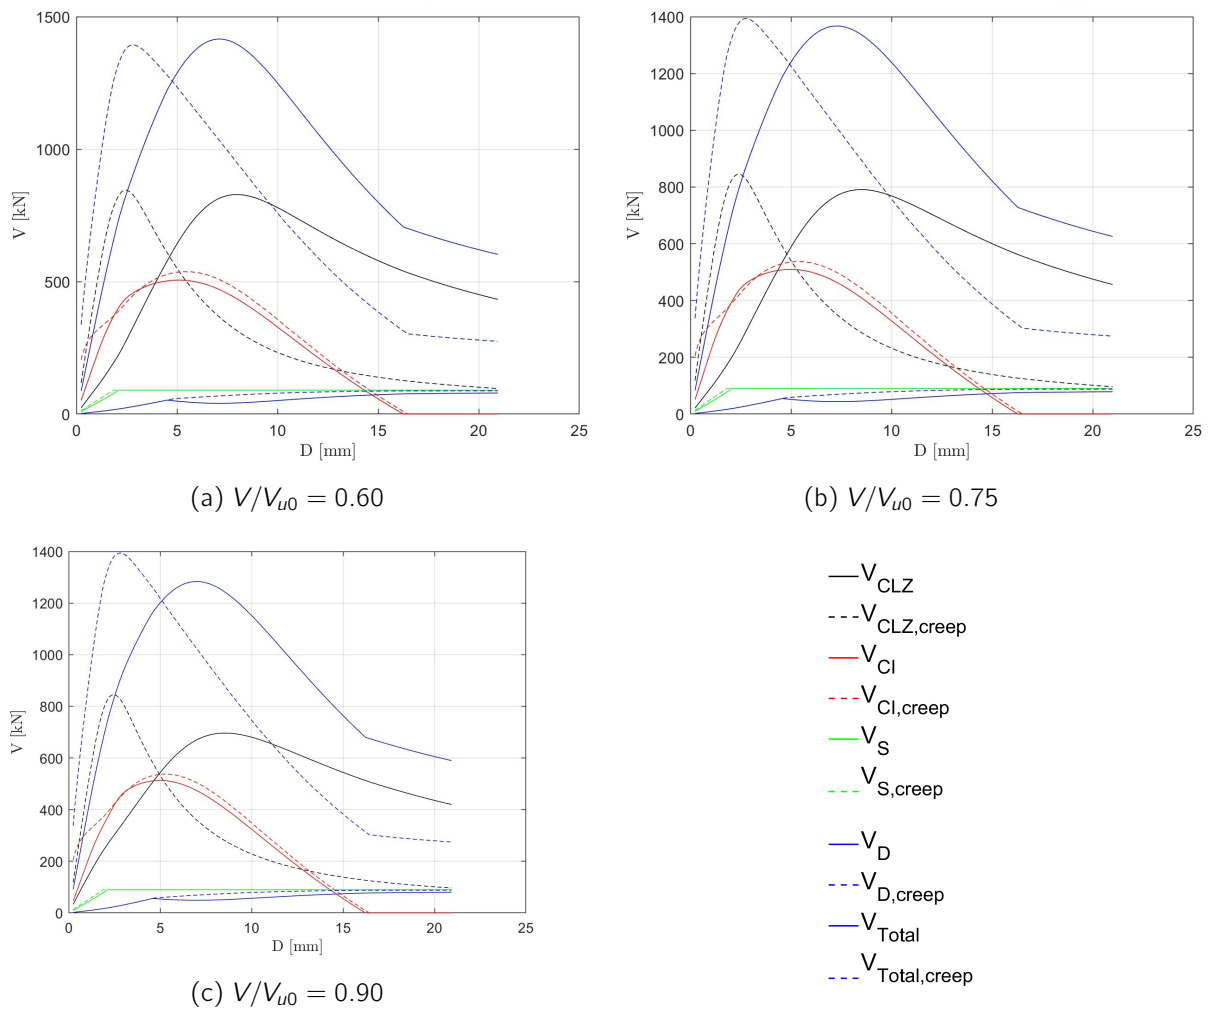 1500
1000
500
0
V [kN]
0 5 10 15 20 25
D [mm]
(a) V/Vu0 = 0.60
1400
1200
1000
800
600
400
200
0
V [kN]
0 5 10 15 20 25
D [mm]
(b) V/Vu0 = 0.75
1400
1200
1000
800
600
400
200
0
V [kN]
0 5 10 15 20 25
D [mm]
(c) V/Vu0 = 0.90
VCLZ
VCLZ,creep
VCI
VCI,creep
VS
VS,creep
VD
VD,creep
VTotal
VTotal,creep